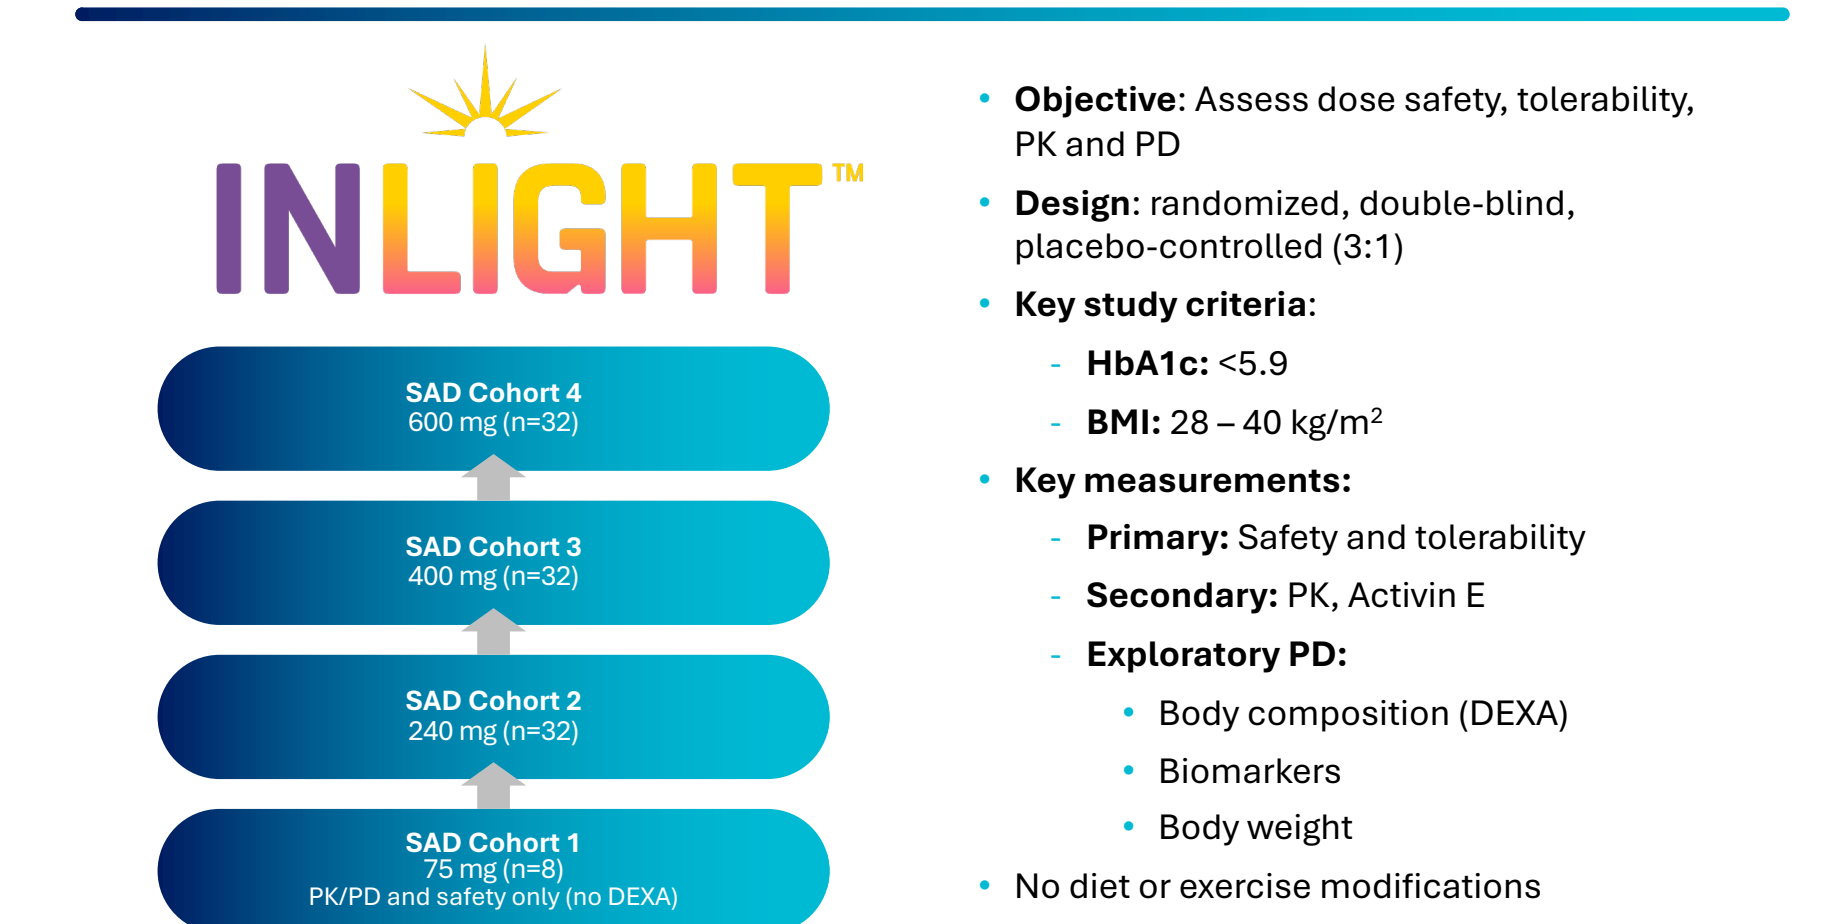 INLIGHT™
SAD Cohort 4
600 mg (n=32)
SAD Cohort 3
400 mg (n=32)
SAD Cohort 2
240 mg (n=32)
SAD Cohort 1
75 mg (n=8)
PK/PD and safety only (no DEXA)
• Objective: Assess dose safety, tolerability,
PK and PD
• Design: randomized, double-blind,
placebo-controlled (3:1)
• Key study criteria:
- HbA1c: <5.9
- BMI: 28 – 40 kg/m²
• Key measurements:
- Primary: Safety and tolerability
- Secondary: PK, Activin E
- Exploratory PD:
• Body composition (DEXA)
• Biomarkers
• Body weight
• No diet or exercise modifications